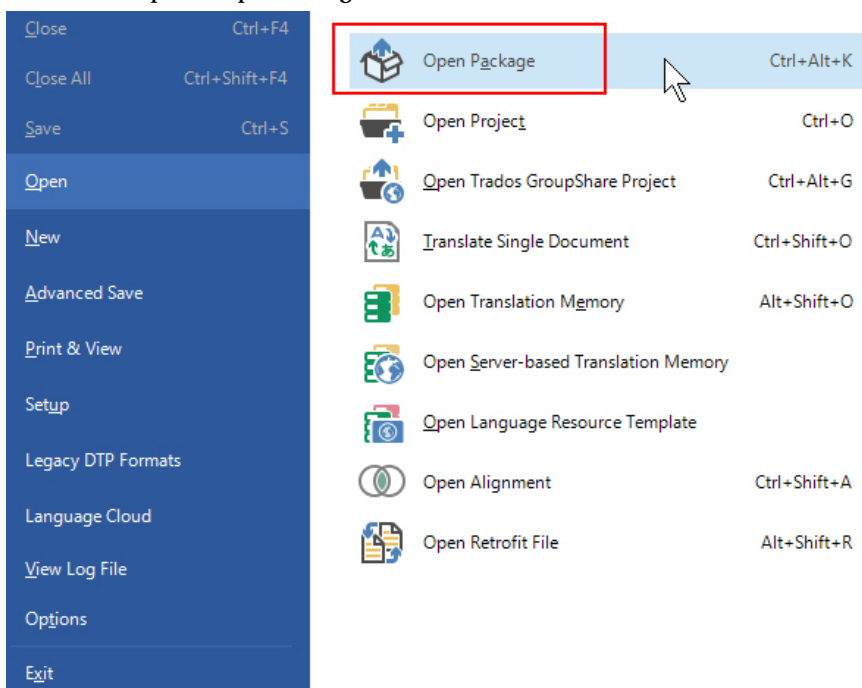 Close Ctrl+F4
Close All Ctrl+Shift+F4
Save Ctrl+S
Open
New
Advanced Save
Print & View
Setup
Legacy DTP Formats
Language Cloud
View Log File
Options
Exit
Open Package Ctrl+Alt+K
Open Project Ctrl+O
Open Trados GroupShare Project Ctrl+Alt+G
Translate Single Document Ctrl+Shift+O
Open Translation Memory Alt+Shift+O
Open Server-based Translation Memory
Open Language Resource Template
Open Alignment Ctrl+Shift+A
Open Retrofit File Alt+Shift+R